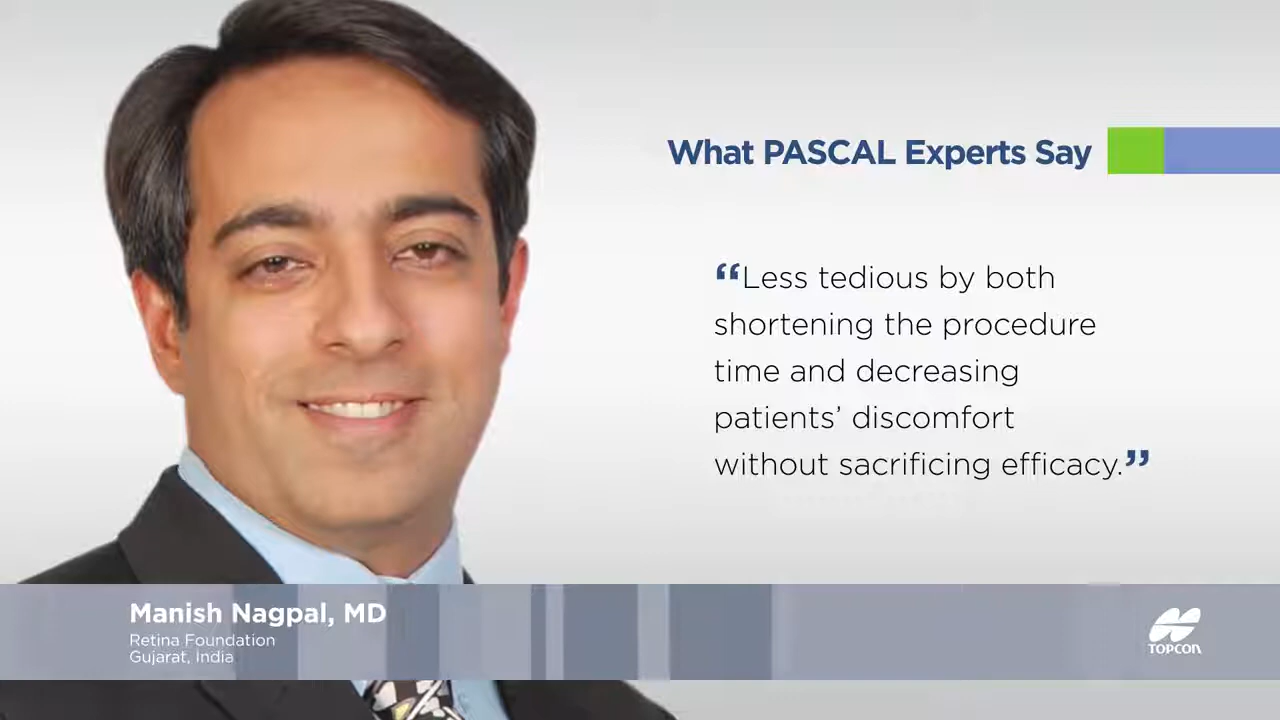 What PASCAL Experts Say
“Less tedious by both
shortening the procedure
time and decreasing
patients’ discomfort
without sacrificing efficacy.”
Manish Nagpal, MD
Retina Foundation
Gujarat, India
TOPCON